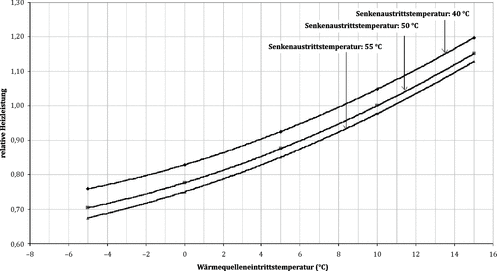 1,30
Senkenaustrittstemperatur: 40 °C
Senkenaustrittstemperatur: 50 °C
1,20
Senkenaustrittstemperatur: 55 °C
1,10
1,00
0,90
0,80
0,70
0,60
relative Heizleistung
−8 −6 −4 −2 0 2 4 6 8 10 12 14 16
Wärmequelleneintrittstemperatur (°C)